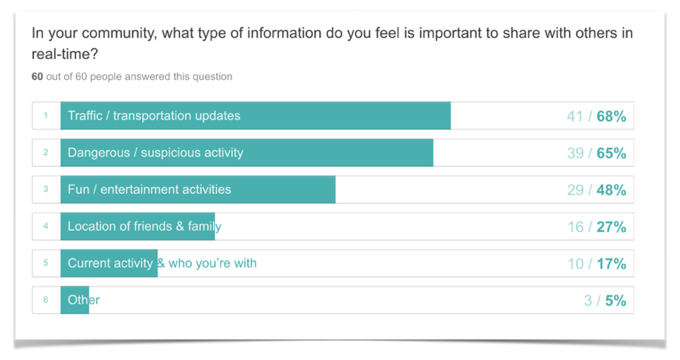 In your community, what type of information do you feel is important to share with others in
real-time?
60 out of 60 people answered this question
1 Traffic / transportation updates 41 / 68%
2 Dangerous / suspicious activity 39 / 65%
3 Fun / entertainment activities 29 / 48%
4 Location of friends & family 16 / 27%
5 Current activity & who you're with 10 / 17%
6 Other 3 / 5%